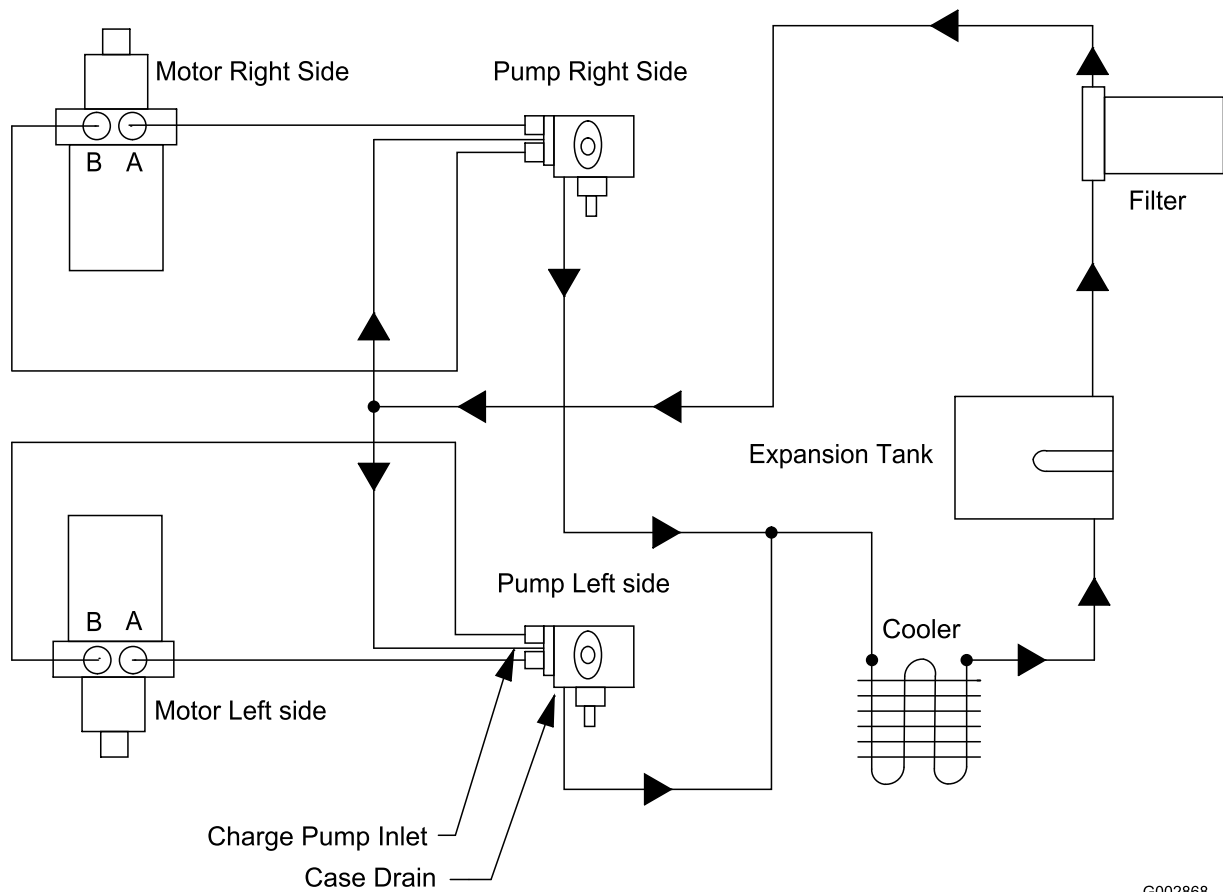 Motor Right Side
Pump Right Side
B A
Filter
Expansion Tank
Pump Left side
B A
Cooler
Motor Left side
Charge Pump Inlet
Case Drain
G002868